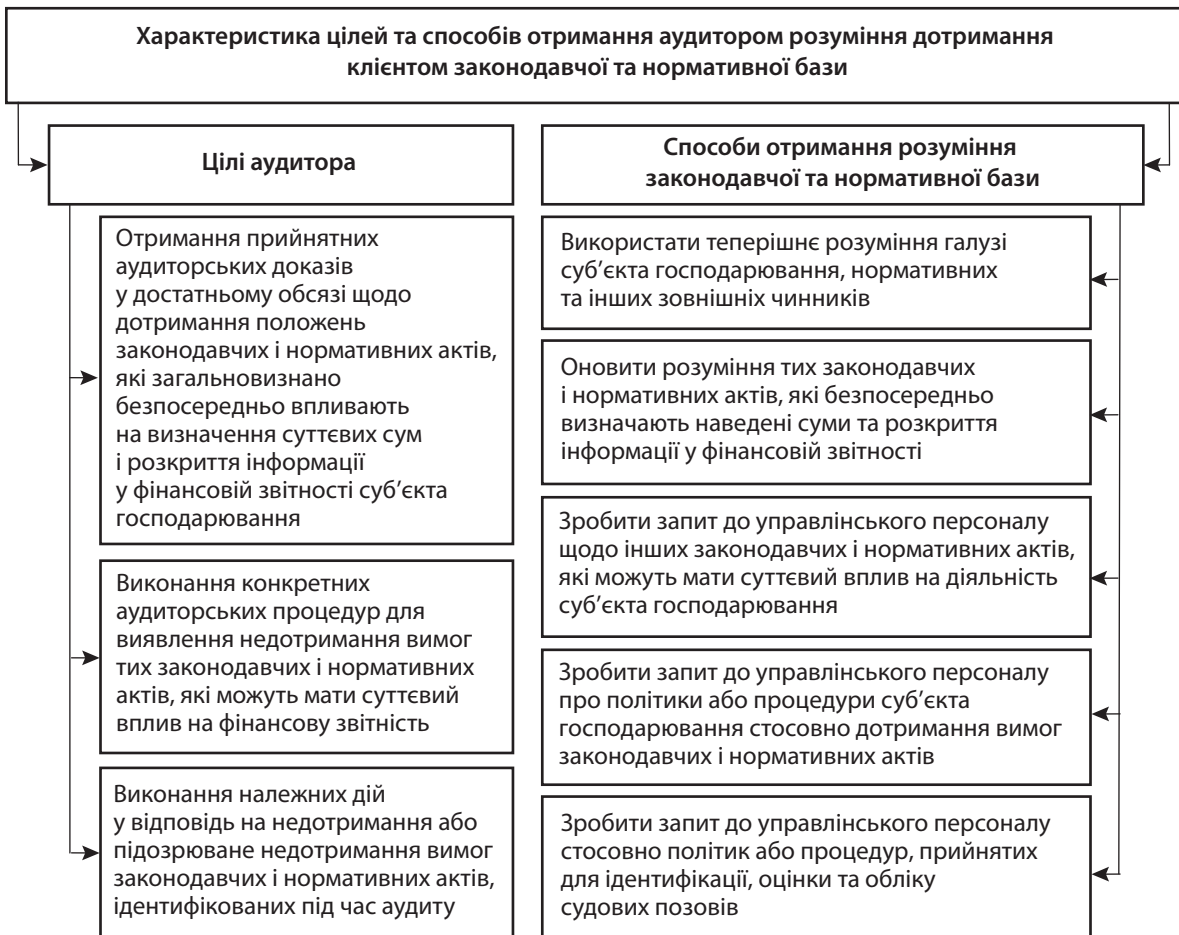 Характеристика цілей та способів отримання аудитором розуміння дотримання
клієнтом законодавчої та нормативної бази
Цілі аудитора
Отримання прийнятних
аудиторських доказів
у достатньому обсязі щодо
дотримання положень
законодавчих і нормативних актів,
які загальновизнано
безпосередньо впливають
на визначення суттєвих сум
і розкриття інформації
у фінансовій звітності суб’єкта
господарювання
Виконання конкретних
аудиторських процедур для
виявлення недотримання вимог
тих законодавчих і нормативних
актів, які можуть мати суттєвий
вплив на фінансову звітність
Виконання належних дій
у відповідь на недотримання або
підозрюване недотримання вимог
законодавчих і нормативних актів,
ідентифікованих під час аудиту
Способи отримання розуміння
законодавчої та нормативної бази
Використати теперішнє розуміння галузі
суб’єкта господарювання, нормативних
та інших зовнішніх чинників
Оновити розуміння тих законодавчих
і нормативних актів, які безпосередньо
визначають наведені суми та розкриття
інформації у фінансовій звітності
Зробити запит до управлінського персоналу
щодо інших законодавчих і нормативних актів,
які можуть мати суттєвий вплив на діяльність
суб’єкта господарювання
Зробити запит до управлінського персоналу
про політики або процедури суб’єкта
господарювання стосовно дотримання вимог
законодавчих і нормативних актів
Зробити запит до управлінського персоналу
стосовно політик або процедур, прийнятих
для ідентифікації, оцінки та обліку
судових позовів